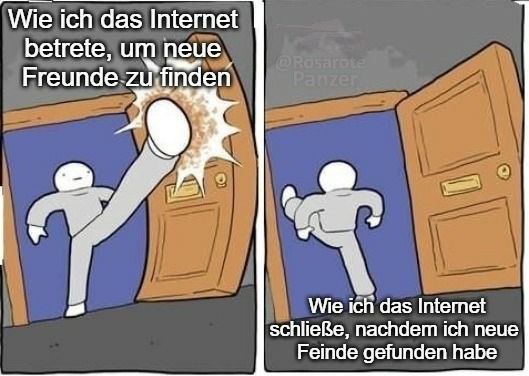 Wie ich das Internet
betrete, um neue
Freunde zu finden
@Rosarote
Panzer
Wie ich das Internet
schließe, nachdem ich neue
Feinde gefunden habe